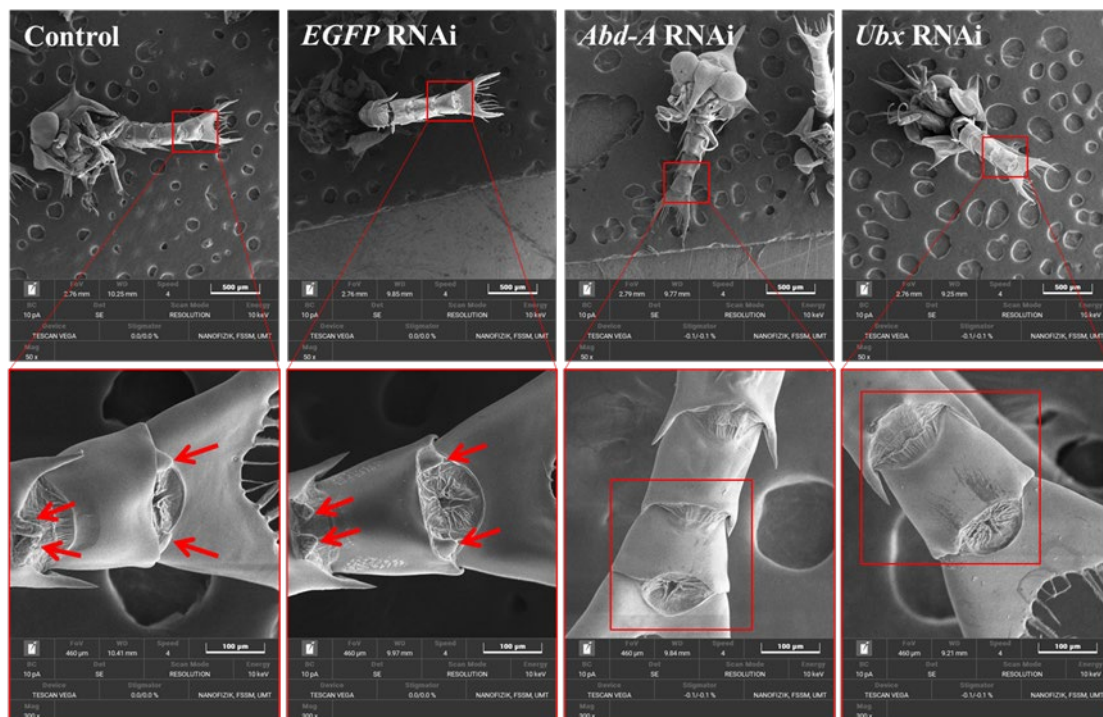 Control
EGFP RNAi
Abd-A RNAi
Ubx RNAi
FoV WD Speed
2.76 mm 10.25 mm 4 500 µm
BC Det Scan Mode Energy
10 pA SE RESOLUTION 10 keV
Device Stigmator
TESCAN VEGA 0.0/0.0 % NANOFIZIK, FSSM, UMT
Mag
50 x
FoV WD Speed
2.76 mm 9.85 mm 4 500 µm
BC Det Scan Mode Energy
10 pA SE RESOLUTION 10 keV
Device Stigmator
TESCAN VEGA 0.0/0.0 % NANOFIZIK, FSSM, UMT
Mag
50 x
FoV WD Speed
2.79 mm 9.77 mm 4 500 µm
BC Det Scan Mode Energy
10 pA SE RESOLUTION 10 keV
Device Stigmator
TESCAN VEGA -0.1/-0.1 % NANOFIZIK, FSSM, UMT
Mag
50 x
FoV WD Speed
2.76 mm 9.25 mm 4 500 µm
BC Det Scan Mode Energy
10 pA SE RESOLUTION 10 keV
Device Stigmator
TESCAN VEGA -0.1/-0.1 % NANOFIZIK, FSSM, UMT
Mag
50 x
FoV WD Speed
460 µm 10.41 mm 4 100 µm
BC Det Scan Mode Energy
10 pA SE RESOLUTION 10 keV
Device Stigmator
TESCAN VEGA 0.0/0.0 % NANOFIZIK, FSSM, UMT
Mag
300 x
FoV WD Speed
460 µm 9.97 mm 4 100 µm
BC Det Scan Mode Energy
10 pA SE RESOLUTION 10 keV
Device Stigmator
TESCAN VEGA 0.0/0.0 % NANOFIZIK, FSSM, UMT
Mag
300 x
FoV WD Speed
460 µm 9.84 mm 4 100 µm
BC Det Scan Mode Energy
10 pA SE RESOLUTION 10 keV
Device Stigmator
TESCAN VEGA -0.1/-0.1 % NANOFIZIK, FSSM, UMT
Mag
300 x
FoV WD Speed
460 µm 9.21 mm 4 100 µm
BC Det Scan Mode Energy
10 pA SE RESOLUTION 10 keV
Device Stigmator
TESCAN VEGA -0.1/-0.1 % NANOFIZIK, FSSM, UMT
Mag
300 x